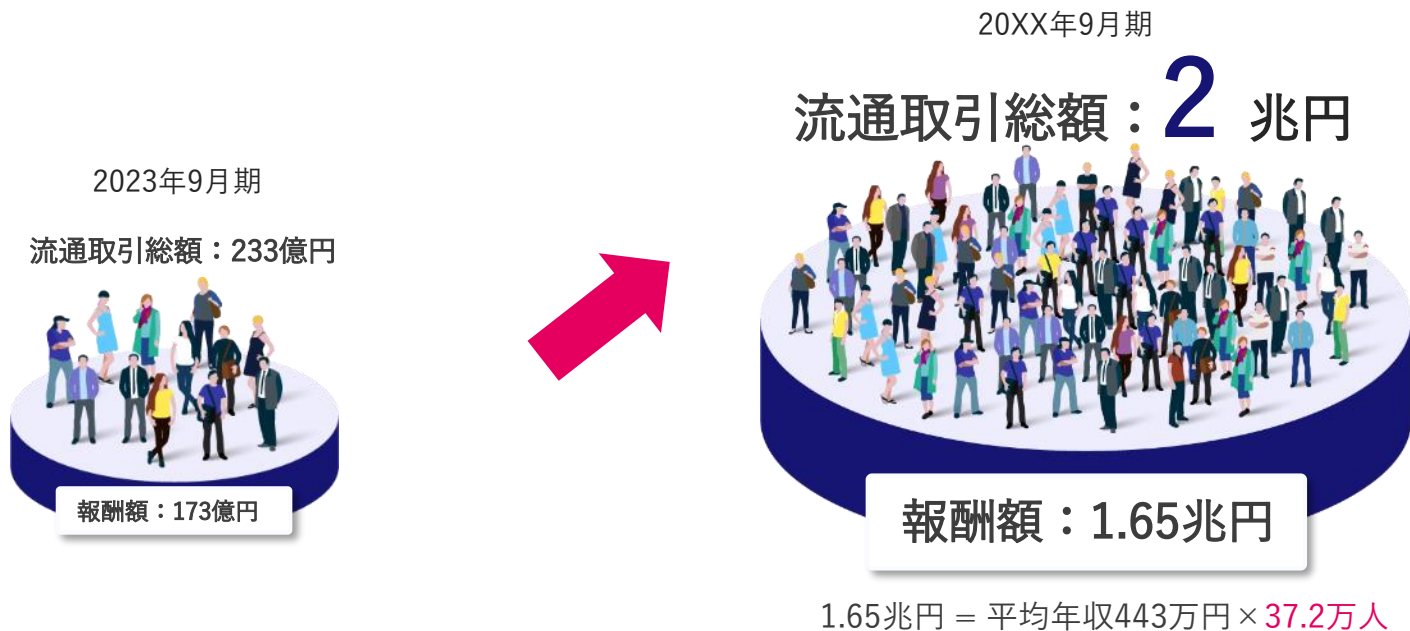 2023年9月期
流通取引総額：233億円
報酬額：173億円
20XX年9月期
流通取引総額：2 兆円
報酬額：1.65兆円
1.65兆円 = 平均年収443万円×37.2万人